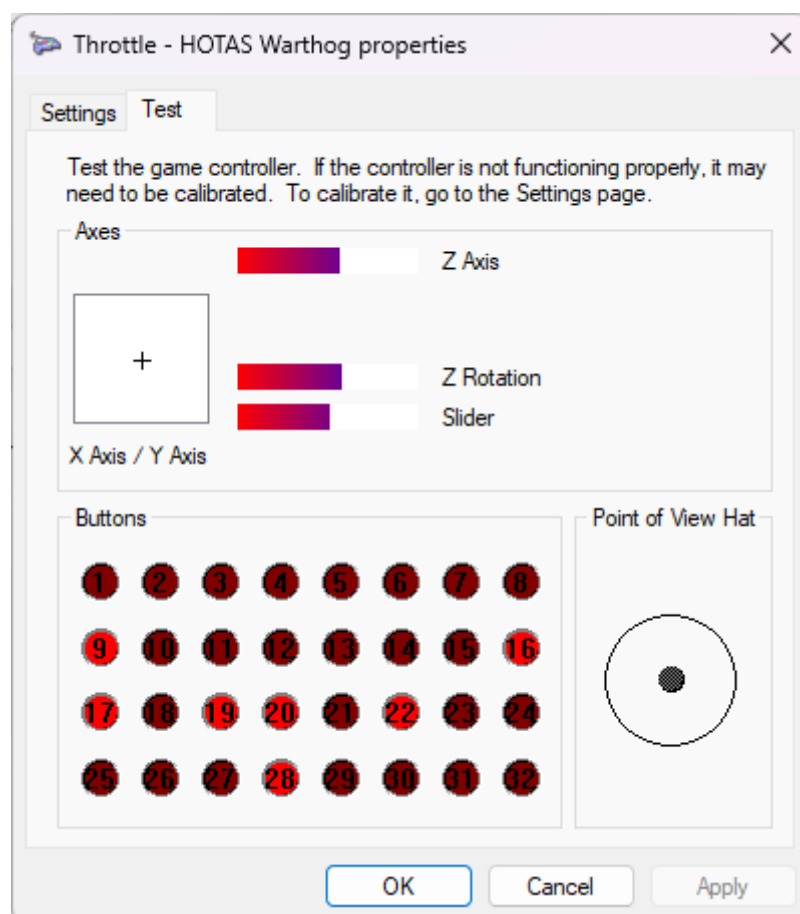 Throttle - HOTAS Warthog properties
Settings Test
Test the game controller. If the controller is not functioning properly, it may
need to be calibrated. To calibrate it, go to the Settings page.
Axes
Z Axis
Z Rotation
Slider
X Axis / Y Axis
Buttons
1 2 3 4 5 6 7 8
9 10 11 12 13 14 15 16
17 18 19 20 21 22 23 24
25 26 27 28 29 30 31 32
Point of View Hat
OK Cancel Apply